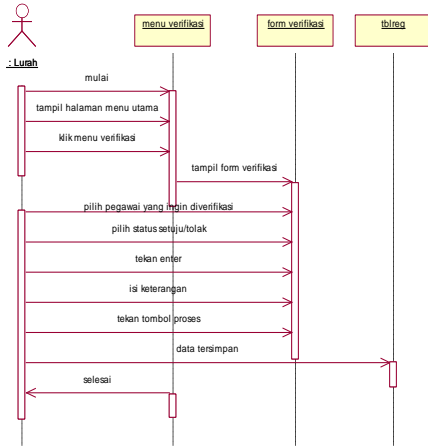 menu verifikasi
form verifikasi
tblreg
: Lurah
mulai
tampil halaman menu utama
klik menu verifikasi
tampil form verifikasi
pilih pegawai yang ingin diverifikasi
pilih status setuju/tolak
tekan enter
isi keterangan
tekan tombol proses
data tersimpan
selesai